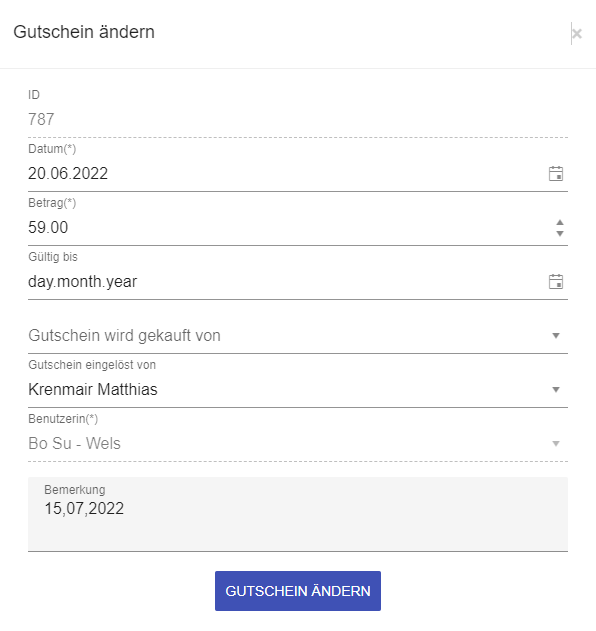 Gutschein ändern
ID
787
Datum(*)
20.06.2022
Betrag(*)
59.00
Gültig bis
day.month.year
Gutschein wird gekauft von
Gutschein eingelöst von
Krenmair Matthias
Benutzerin(*)
Bo Su - Wels
Bemerkung
15,07,2022
GUTSCHEIN ÄNDERN